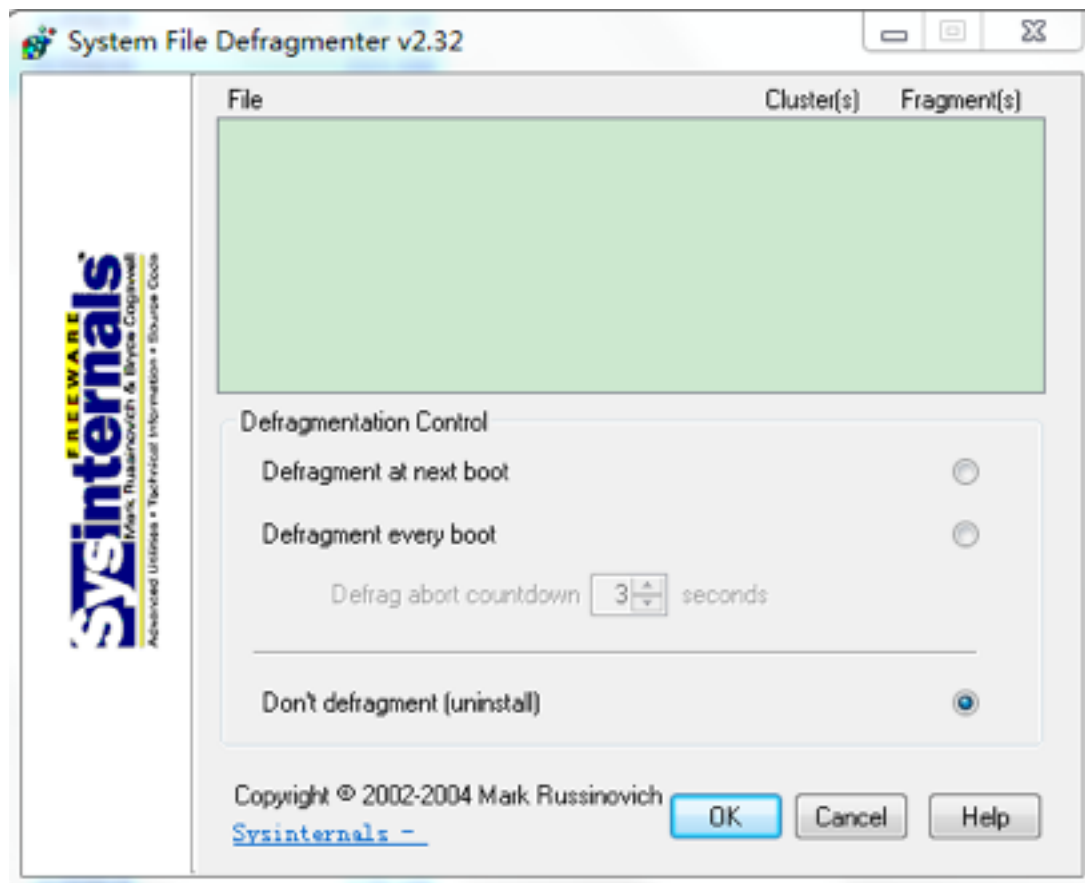 System File Defragmenter v2.32
File Cluster(s) Fragment(s)
FREEWARE
Sysinternals
Mark Russinovich & Bryce Cogswell
Advanced Utilities • Technical Information • Source Code
Defragmentation Control
Defragment at next boot
Defragment every boot
Defrag abort countdown 3 seconds
Don't defragment (uninstall)
Copyright © 2002-2004 Mark Russinovich
Sysinternals -
OK Cancel Help